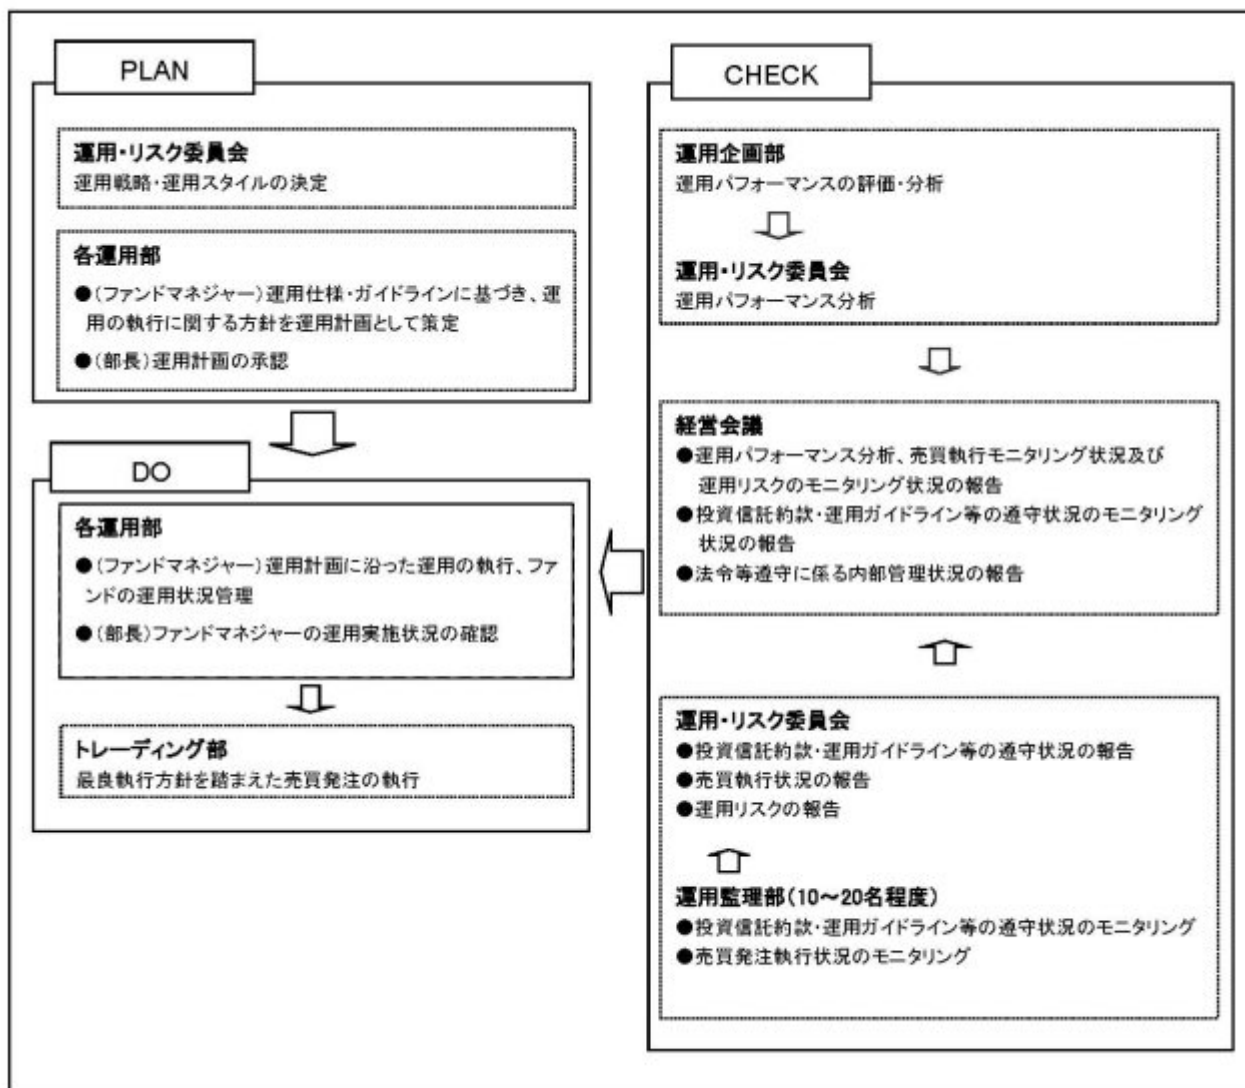 PLAN
運用・リスク委員会
運用戦略・運用スタイルの決定
各運用部
●(ファンドマネジャー)運用仕様・ガイドラインに基づき、運
用の執行に関する方針を運用計画として策定
●(部長)運用計画の承認
DO
各運用部
●(ファンドマネジャー)運用計画に沿った運用の執行、ファ
ンドの運用状況管理
●(部長)ファンドマネジャーの運用実施状況の確認
トレーディング部
最良執行方針を踏まえた売買発注の執行
CHECK
運用企画部
運用パフォーマンスの評価・分析
運用・リスク委員会
運用パフォーマンス分析
経営会議
●運用パフォーマンス分析、売買執行モニタリング状況及び
運用リスクのモニタリング状況の報告
●投資信託約款・運用ガイドライン等の遵守状況のモニタリング
状況の報告
●法令等遵守に係る内部管理状況の報告
運用・リスク委員会
●投資信託約款・運用ガイドライン等の遵守状況の報告
●売買執行状況の報告
●運用リスクの報告
運用監理部(10～20名程度)
●投資信託約款・運用ガイドライン等の遵守状況のモニタリング
●売買発注執行状況のモニタリング